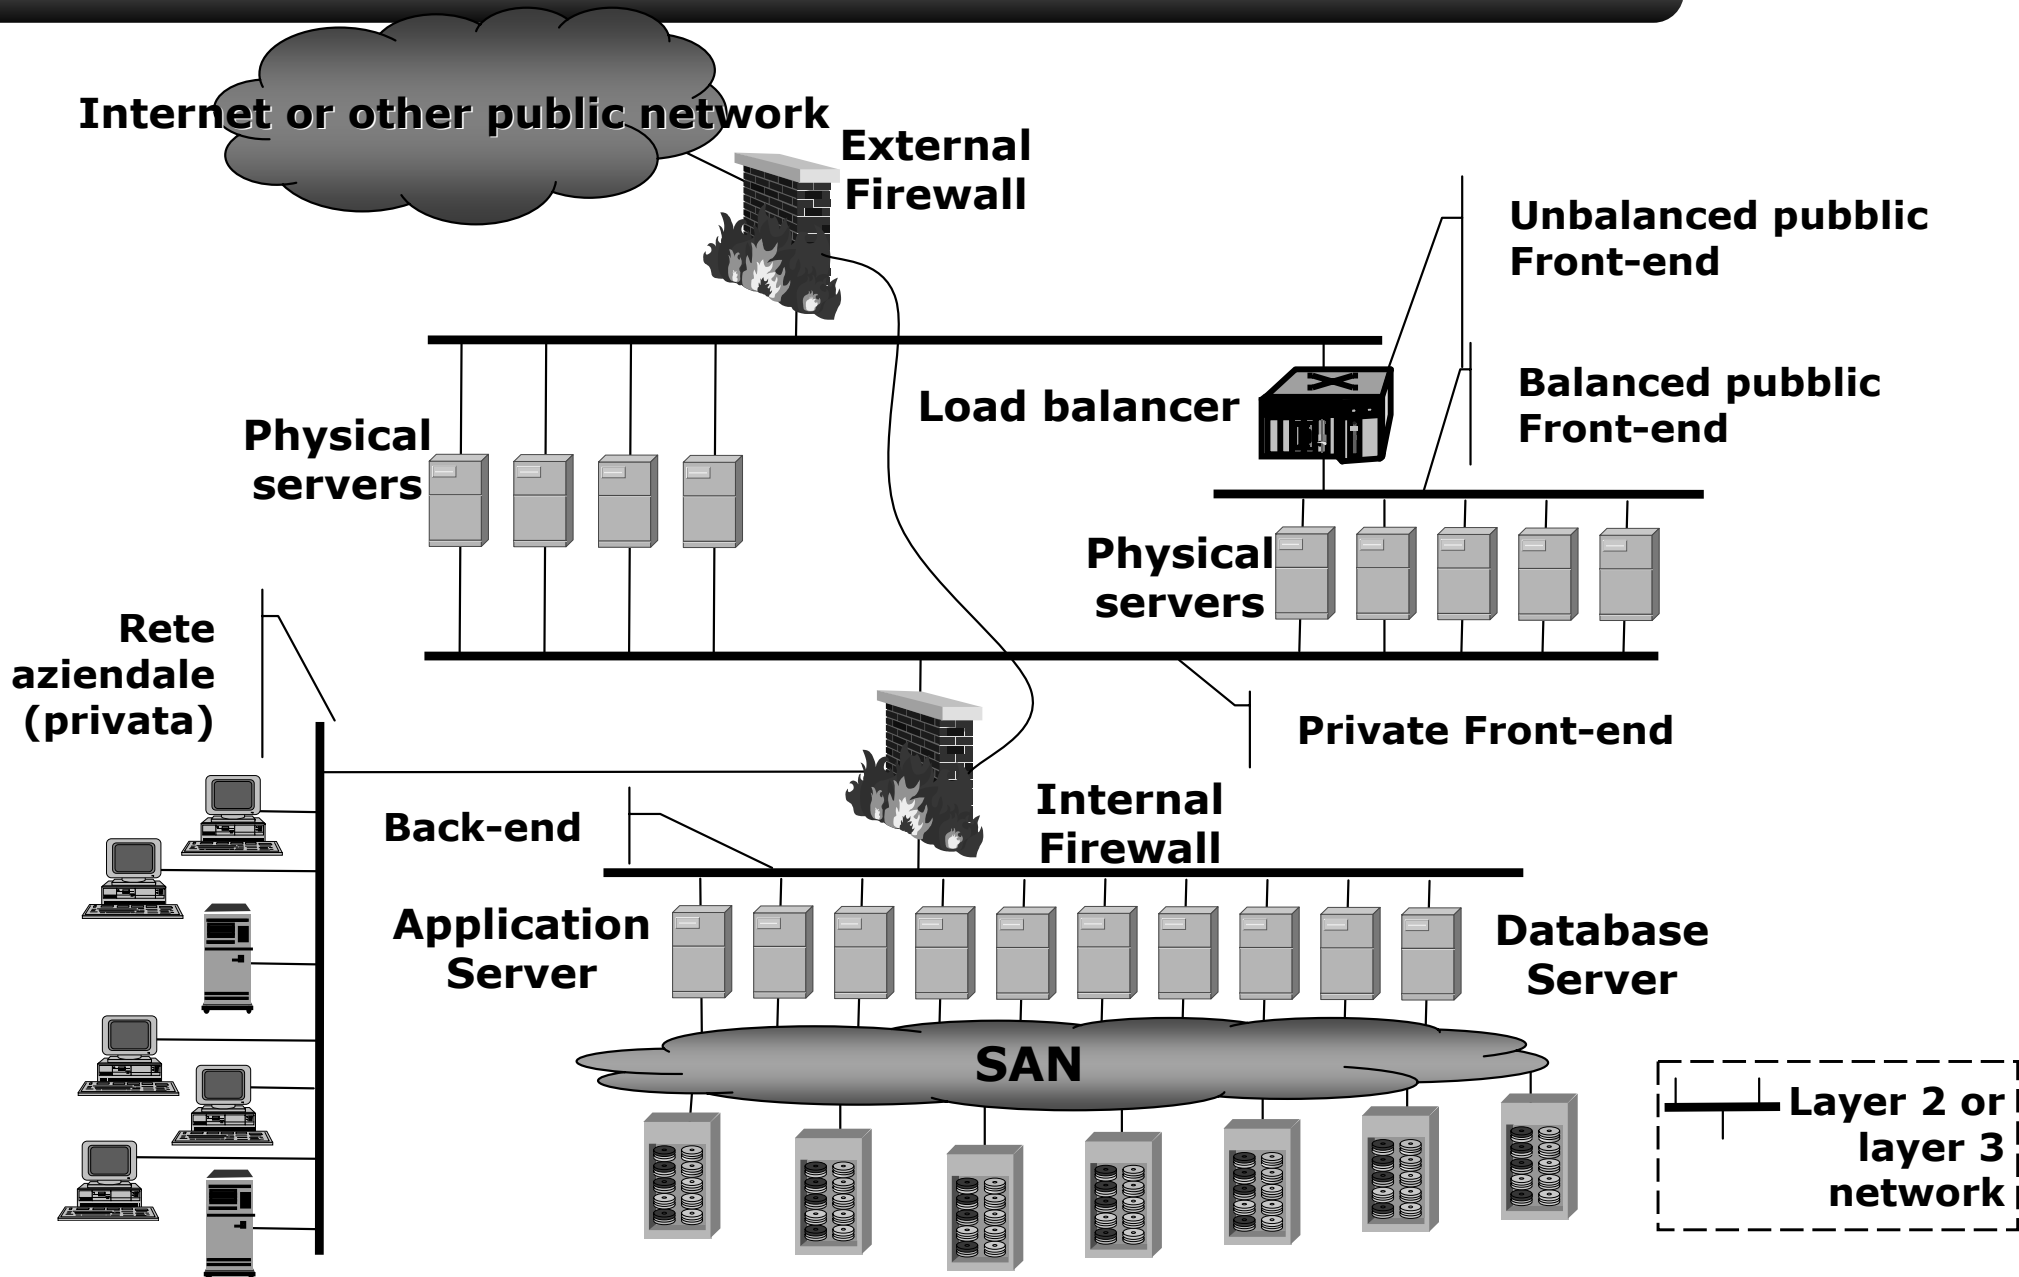 Internet or other public network
External
Firewall
Unbalanced pubblic
Front-end
Load balancer
Balanced pubblic
Front-end
Physical
servers
Physical
servers
Rete
aziendale
(privata)
Private Front-end
Internal
Firewall
Back-end
Application
Server
Database
Server
SAN
Layer 2 or
layer 3
network